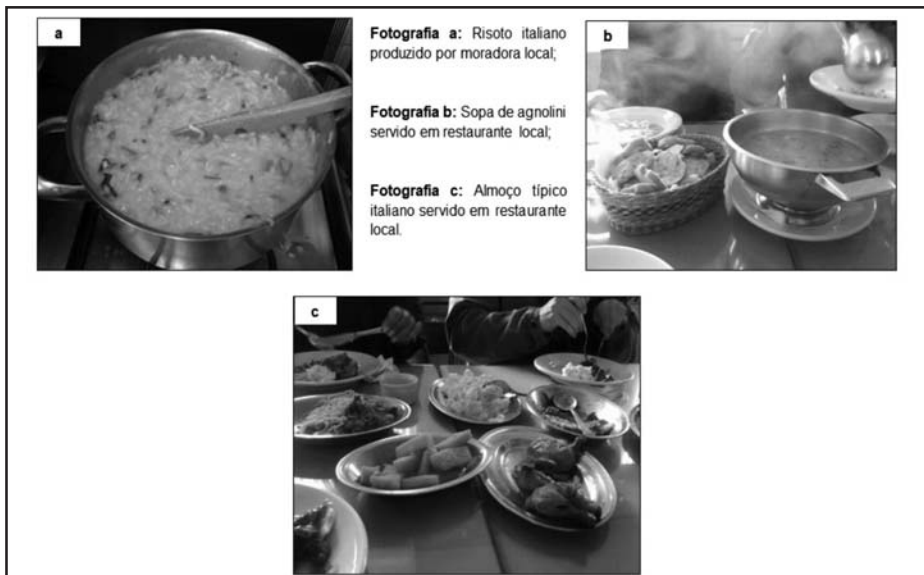 a
Fotografia a: Risoto italiano
produzido por moradora local;
Fotografia b: Sopa de agnolini
servido em restaurante local;
Fotografia c: Almoço típico
italiano servido em restaurante
local.
b
c